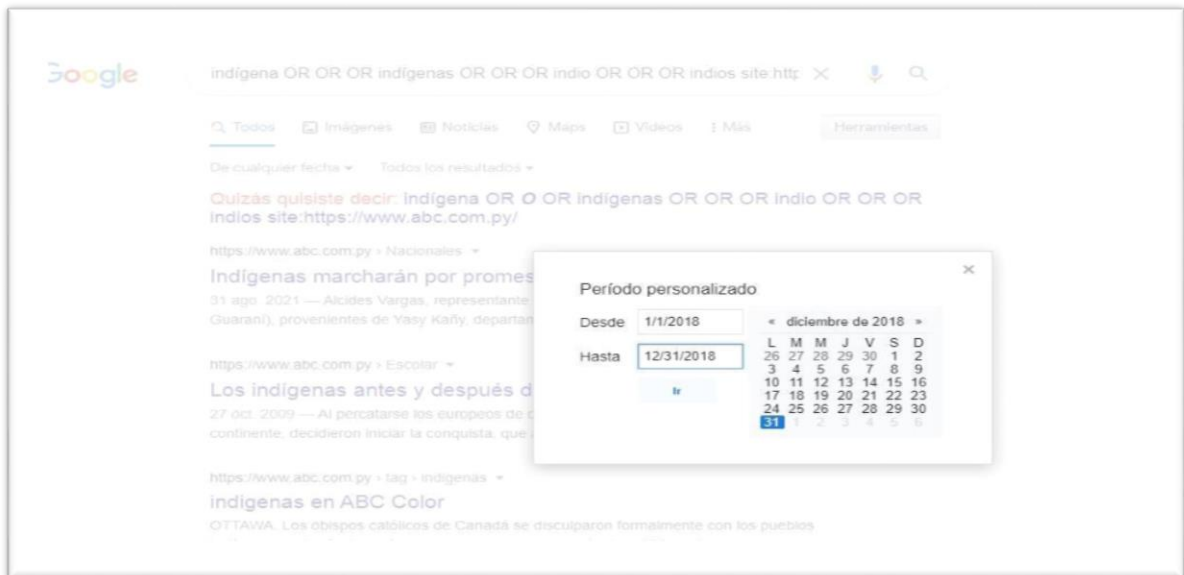 Google
indígena OR OR OR indígenas OR OR OR indio OR OR OR indios site:http
Todos Imágenes Noticias Maps Videos Más Herramientas
De cualquier fecha Todos los resultados
Quizás quisiste decir: indígena OR O OR indígenas OR OR OR indio OR OR OR
indios site:https://www.abc.com.py/
https://www.abc.com.py › Nacionales
Indígenas marcharán por promes
31 ago. 2021 — Alcides Vargas, representante
Guaraní), provenientes de Yasy Kañy, departan
https://www.abc.com.py › Escolar
Los indígenas antes y después d
27 oct. 2009 — Al percatarse los europeos de
continente, decidieron iniciar la conquista, que
https://www.abc.com.py › tag › indigenas
indigenas en ABC Color
OTTAWA. Los obispos católicos de Canadá se disculparon formalmente con los pueblos
Período personalizado
Desde 1/1/2018
Hasta 12/31/2018
Ir
« diciembre de 2018 »
L M M J V S D
26 27 28 29 30 1 2
3 4 5 6 7 8 9
10 11 12 13 14 15 16
17 18 19 20 21 22 23
24 25 26 27 28 29 30
31 1 2 3 4 5 6